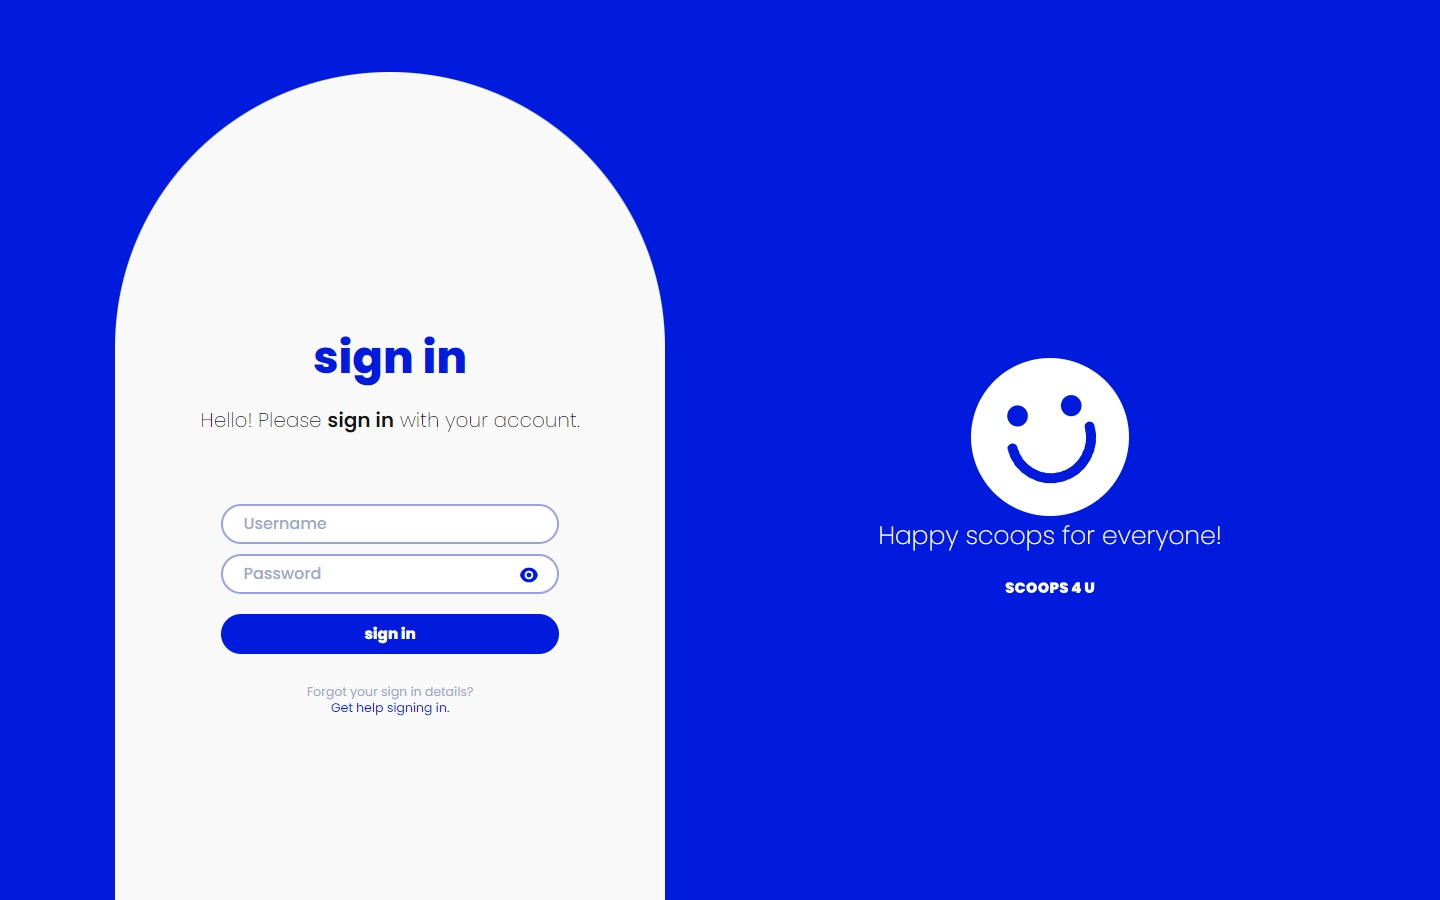 sign in
Hello! Please sign in with your account.
Username
Password
sign in
Forgot your sign in details?
Get help signing in.
Happy scoops for everyone!
SCOOPS 4 U